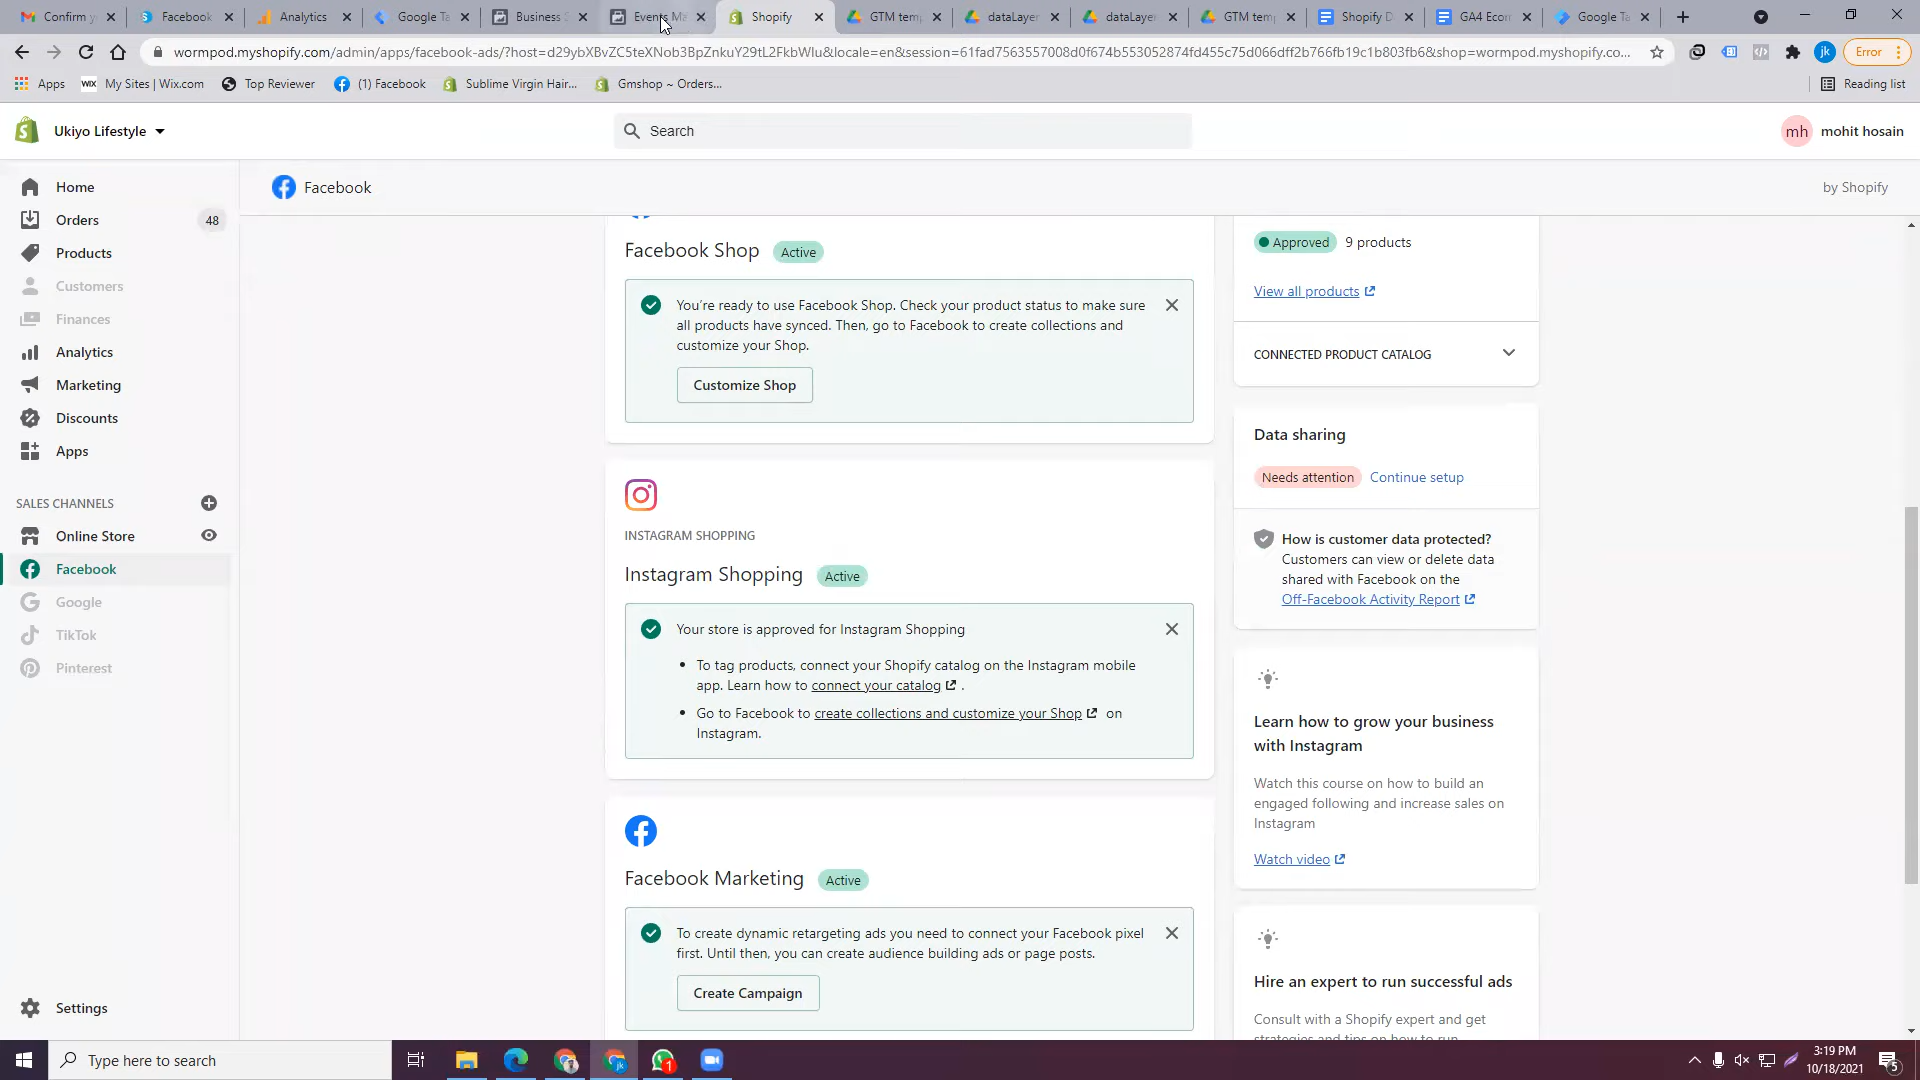 Confirm y
Facebook
Analytics
Google Ta
Business S
Events Ma
Shopify
GTM temp
dataLayer
dataLayer
GTM temp
Shopify D
GA4 Ecom
Google Ta
wormpod.myshopify.com/admin/apps/facebook-ads/?host=d29ybXBvZC5teXNob3BpZnkuY29tL2FkbWlu&locale=en&session=61fad7563557008d0f674b553052874fd455c75d066dff2b766fb19c1b803fb6&shop=wormpod.myshopify.co...
jk
Error
Apps
WIX My Sites | Wix.com
Top Reviewer
(1) Facebook
Sublime Virgin Hair...
Gmshop ~ Orders...
Reading list
Ukiyo Lifestyle
Search
mh mohit hosain
Home
Orders 48
Products
Customers
Finances
Analytics
Marketing
Discounts
Apps
SALES CHANNELS
Online Store
Facebook
Google
TikTok
Pinterest
Settings
Facebook
by Shopify
Facebook Shop Active
You're ready to use Facebook Shop. Check your product status to make sure
all products have synced. Then, go to Facebook to create collections and
customize your Shop.
Customize Shop
INSTAGRAM SHOPPING
Instagram Shopping Active
Your store is approved for Instagram Shopping
• To tag products, connect your Shopify catalog on the Instagram mobile
app. Learn how to connect your catalog .
• Go to Facebook to create collections and customize your Shop on
Instagram.
Facebook Marketing Active
To create dynamic retargeting ads you need to connect your Facebook pixel
first. Until then, you can create audience building ads or page posts.
Create Campaign
Approved 9 products
View all products
CONNECTED PRODUCT CATALOG
Data sharing
Needs attention Continue setup
How is customer data protected?
Customers can view or delete data
shared with Facebook on the
Off-Facebook Activity Report
Learn how to grow your business
with Instagram
Watch this course on how to build an
engaged following and increase sales on
Instagram
Watch video
Hire an expert to run successful ads
Consult with a Shopify expert and get
strategies and tips on how to run
Type here to search
jk
1
3:19 PM
10/18/2021
5